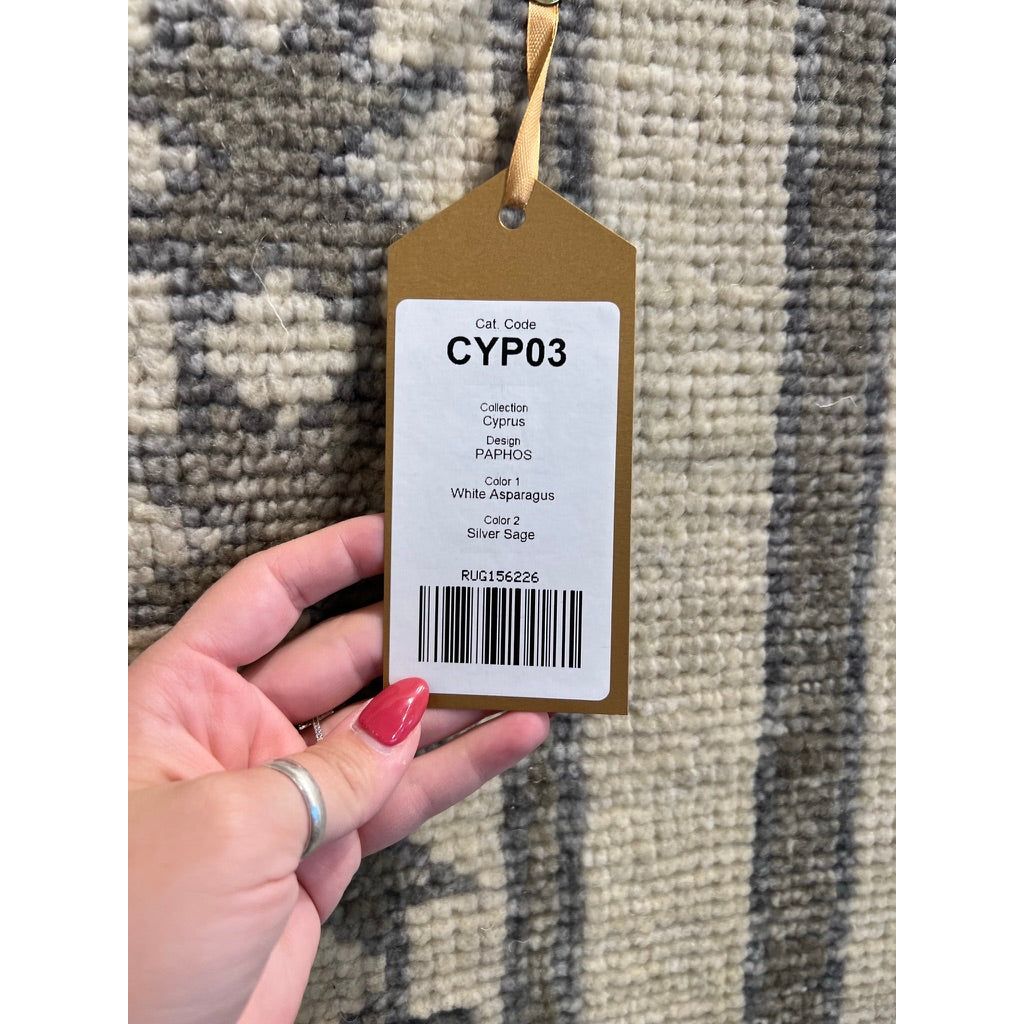 Cat. Code
CYP03
Collection
Cyprus
Design
PAPHOS
Color 1
White Asparagus
Color 2
Silver Sage
RUG156226